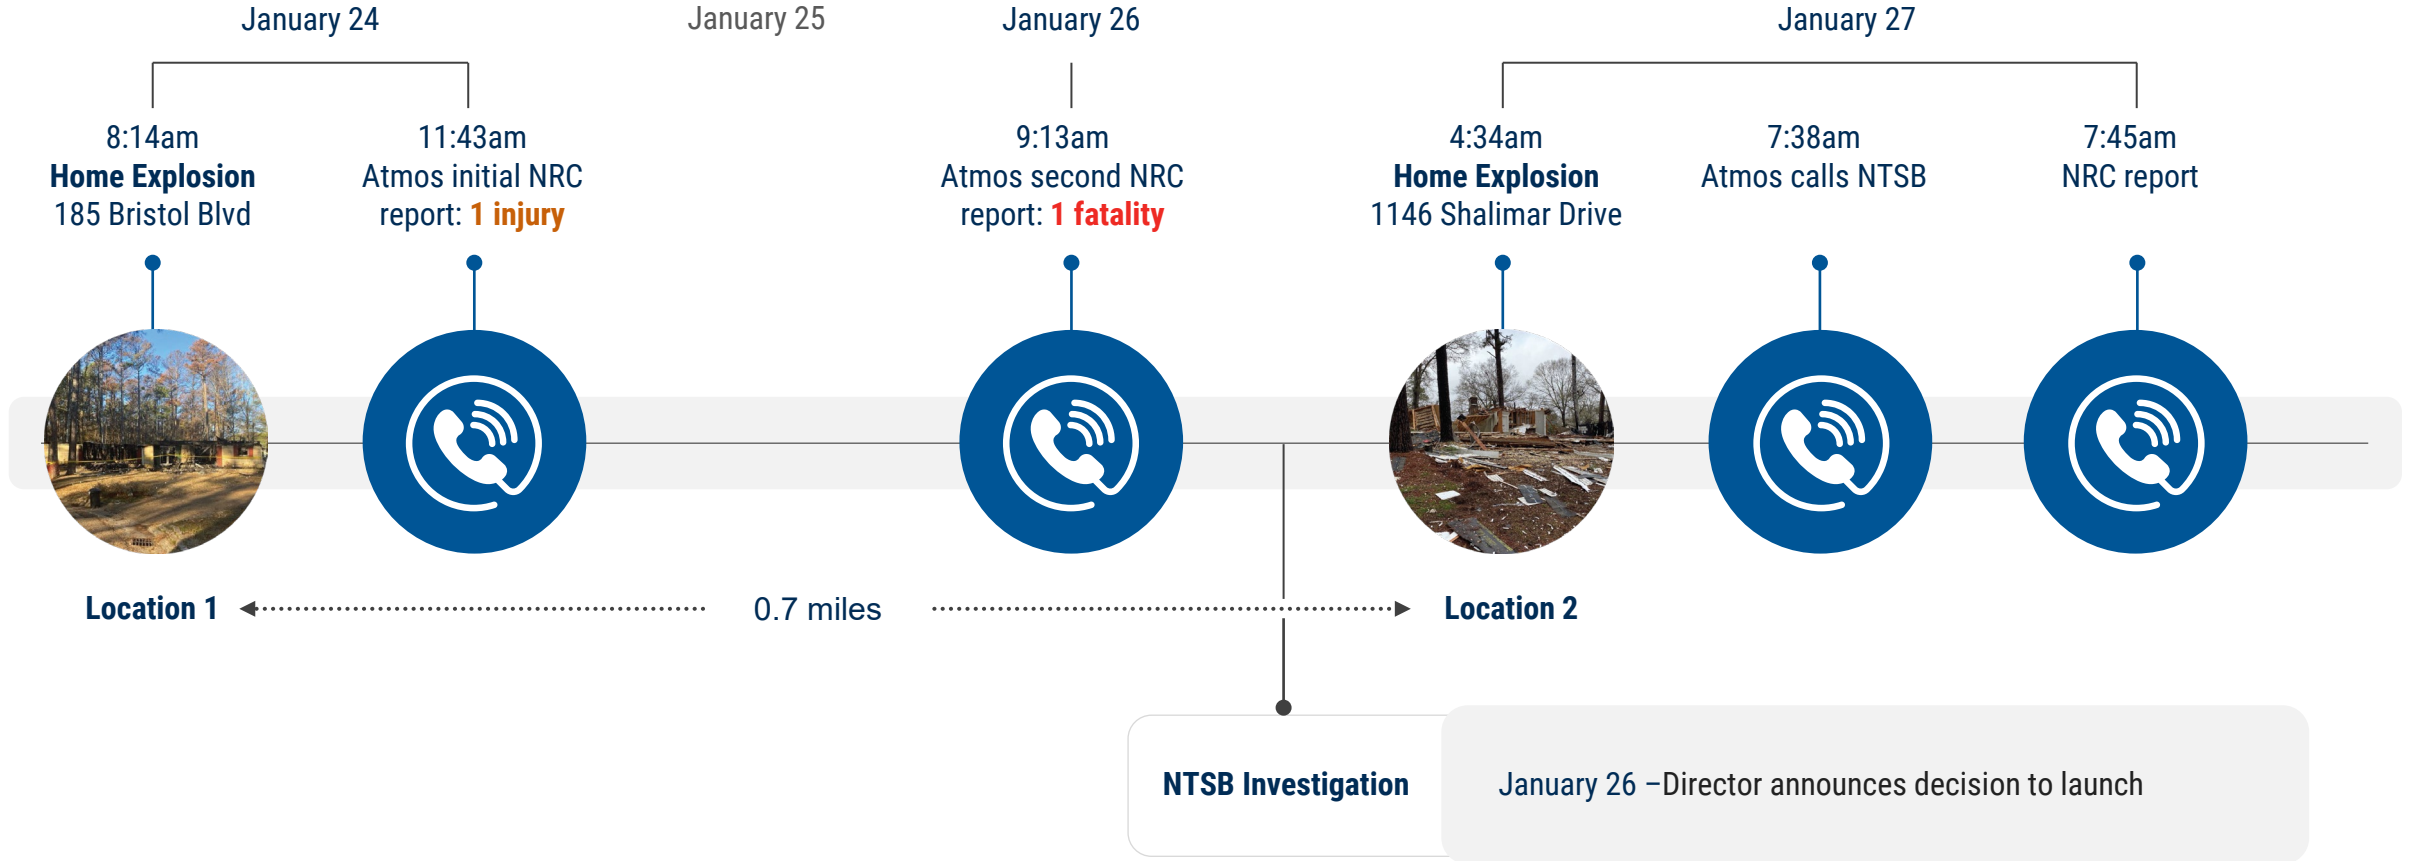 January 24
January 25
January 26
January 27
8:14am
Home Explosion
185 Bristol Blvd
11:43am
Atmos initial NRC
report: 1 injury
9:13am
Atmos second NRC
report: 1 fatality
4:34am
Home Explosion
1146 Shalimar Drive
7:38am
Atmos calls NTSB
7:45am
NRC report
Location 1
0.7 miles
Location 2
NTSB Investigation
January 26 –Director announces decision to launch